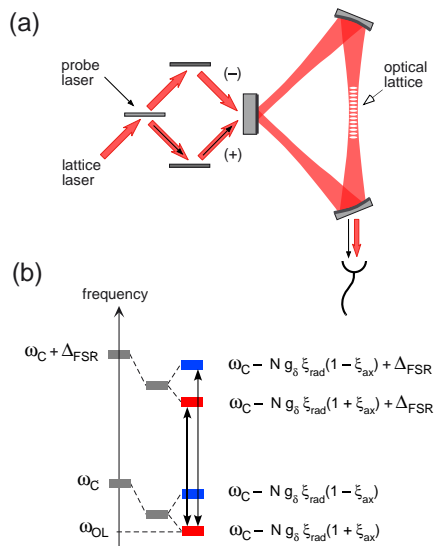 (a)
probe
laser
(–)
optical
lattice
(+)
lattice
laser
(b)
frequency
ω_C + Δ_FSR
ω_C – N g_δ ξ_rad(1 – ξ_ax) + Δ_FSR
ω_C – N g_δ ξ_rad(1 + ξ_ax) + Δ_FSR
ω_C
ω_C – N g_δ ξ_rad(1 – ξ_ax)
ω_OL
ω_C – N g_δ ξ_rad(1 + ξ_ax)